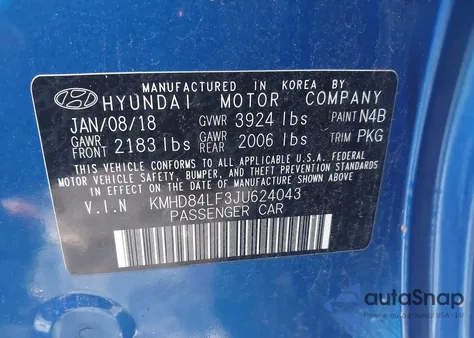 MANUFACTURED IN KOREA BY
HYUNDAI MOTOR COMPANY
JAN/08/18 GVWR 3924 lbs PAINT N4B
GAWR FRONT 2183 lbs GAWR REAR 2006 lbs TRIM PKG
THIS VEHICLE CONFORMS TO ALL APPLICABLE U.S.A. FEDERAL
MOTOR VEHICLE SAFETY, BUMPER, AND THEFT PREVENTION STANDARDS
IN EFFECT ON THE DATE OF MANUFACTURE SHOWN ABOVE.
V.I.N KMHD84LF3JU624043
PASSENGER CAR
autoSnap